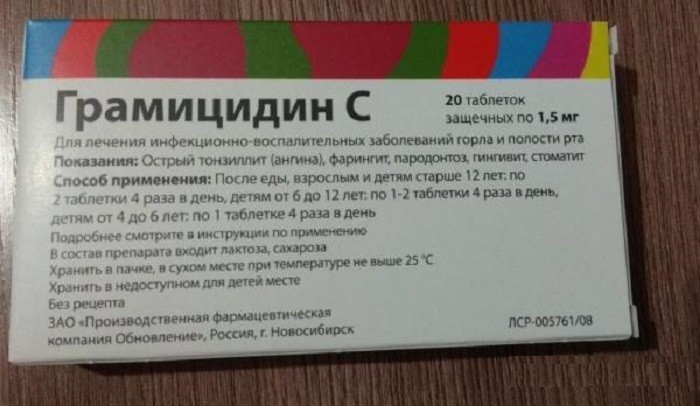 Грамицидин С
20 таблеток
защечных по 1,5 мг
Для лечения инфекционно-воспалительных заболеваний горла и полости рта
Показания: Острый тонзиллит (ангина), фарингит, пародонтоз, гингивит, стоматит
Способ применения: После еды, взрослым и детям старше 12 лет: по
2 таблетки 4 раза в день, детям от 6 до 12 лет: по 1-2 таблетки 4 раза в день,
детям от 4 до 6 лет: по 1 таблетке 4 раза в день
Подробнее смотрите в инструкции по применению
В состав препарата входит лактоза, сахароза
Хранить в пачке, в сухом месте при температуре не выше 25 °С
Хранить в недоступном для детей месте
Без рецепта
ЗАО «Производственная фармацевтическая
компания Обновление», Россия, г. Новосибирск
ЛСР-005761/08